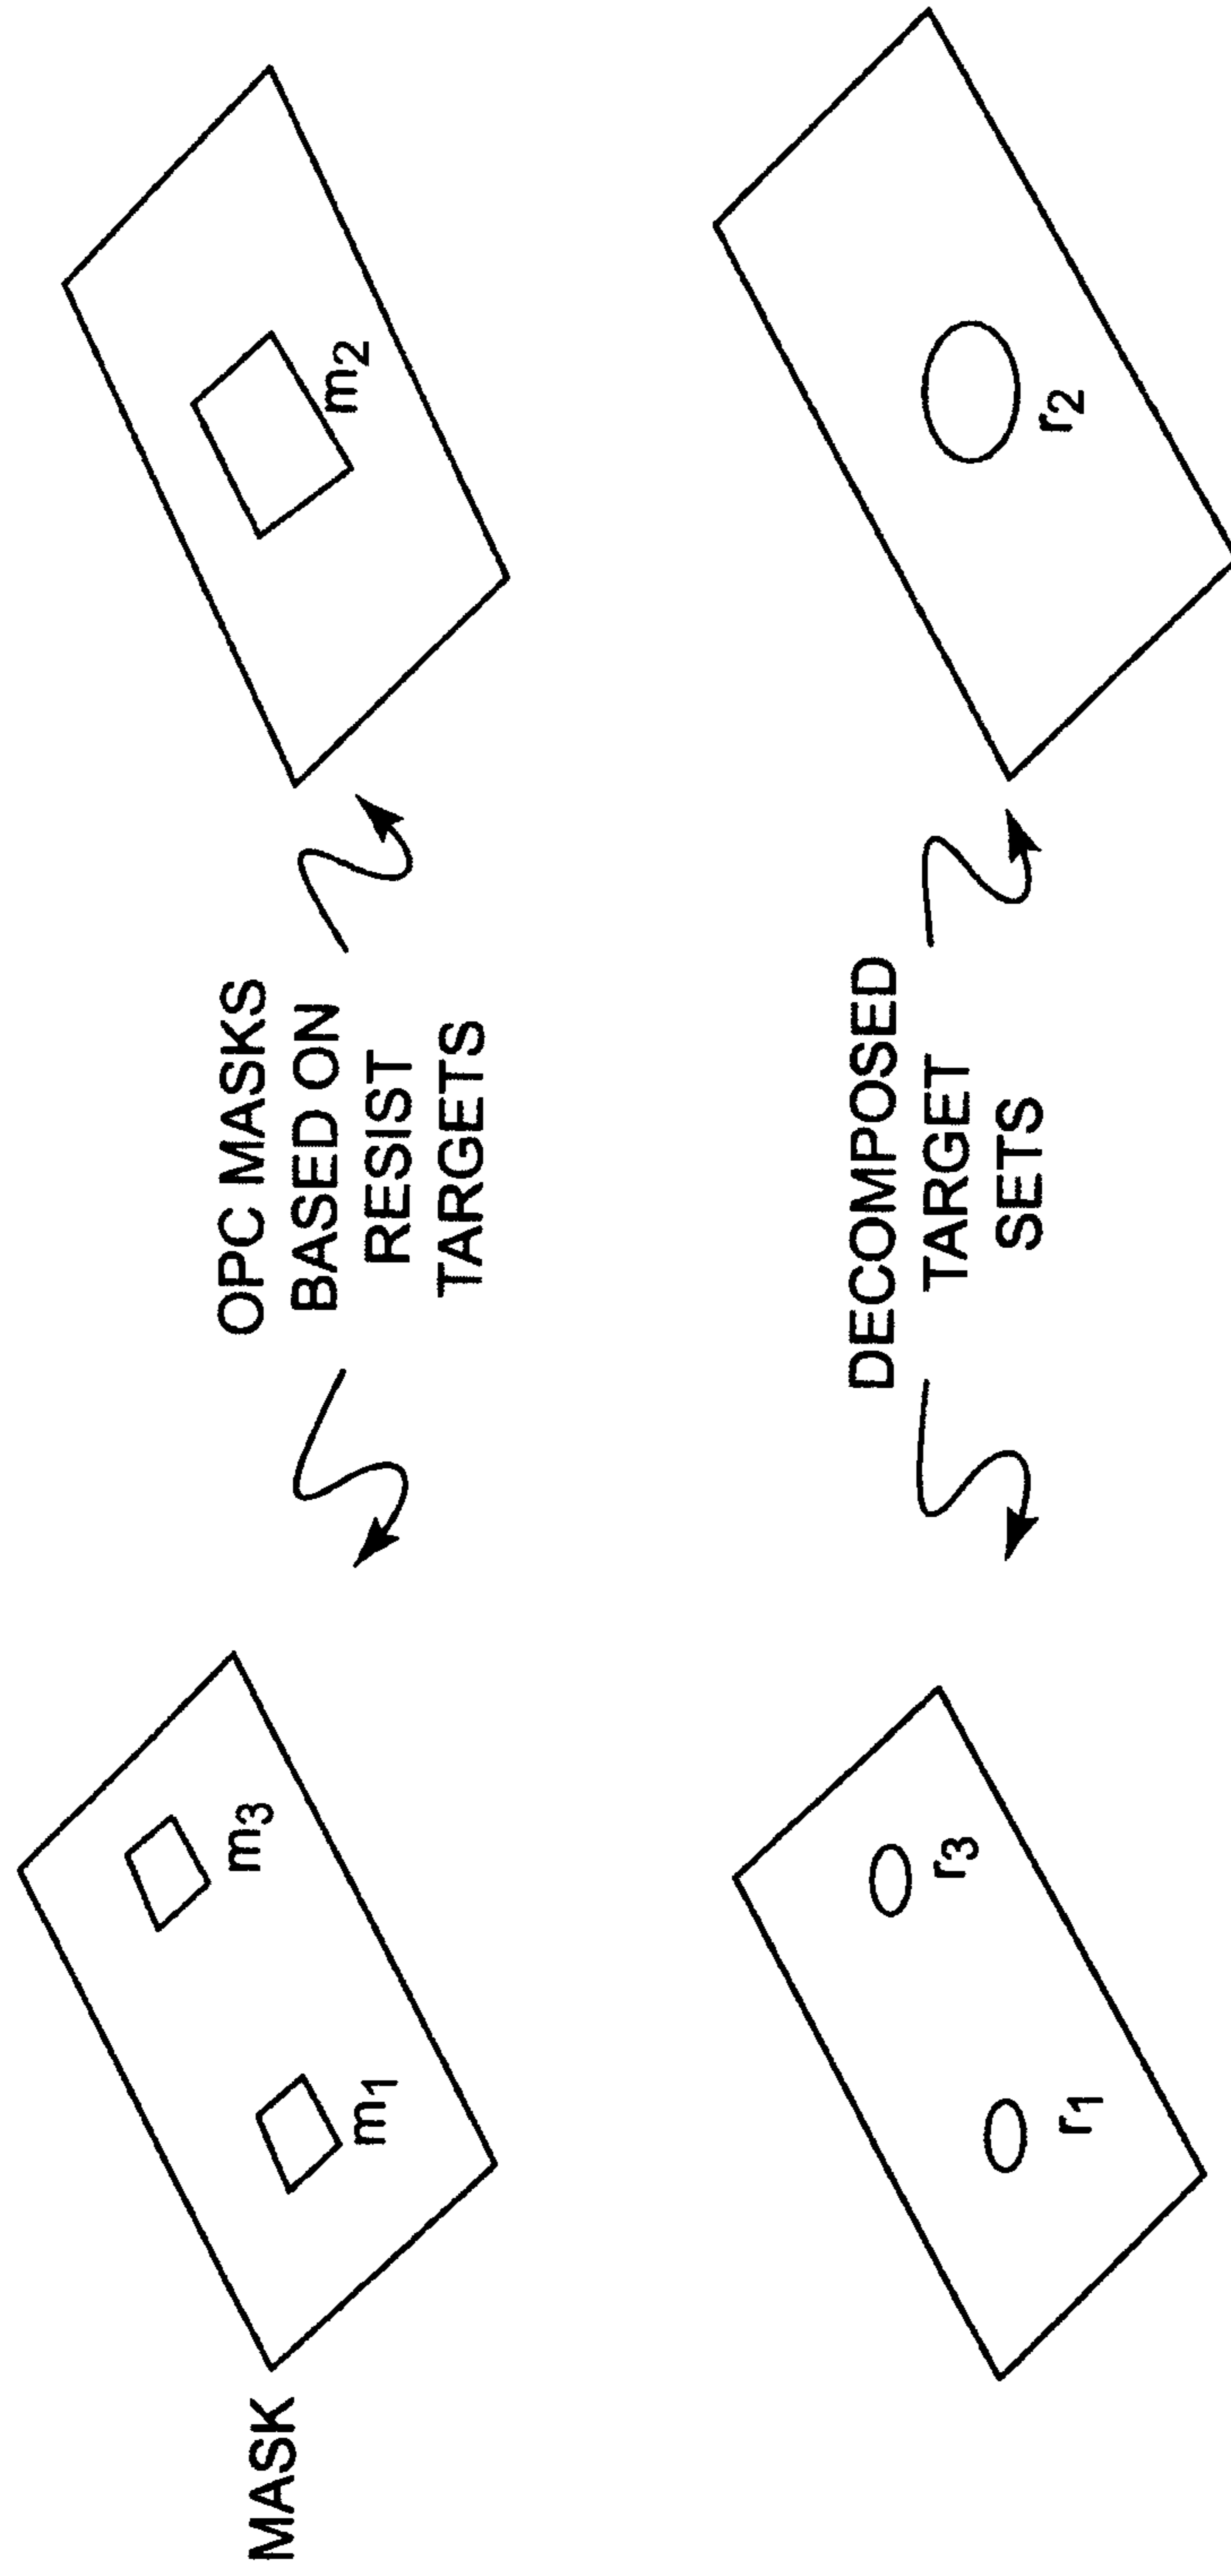 MASK
m1
m3
OPC MASKS
BASED ON
RESIST
TARGETS
m2
r1
r3
DECOMPOSED
TARGET
SETS
r2